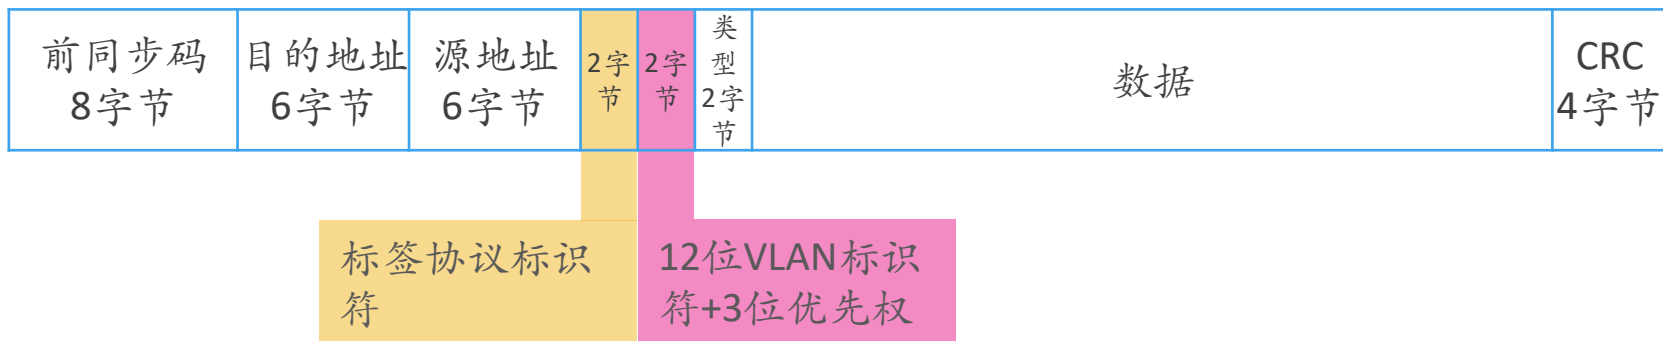 前同步码
8字节
目的地址
6字节
源地址
6字节
2字
节
2字
节
类
型
2字
节
数据
CRC
4字节
标签协议标识
符
12位VLAN标识
符+3位优先权